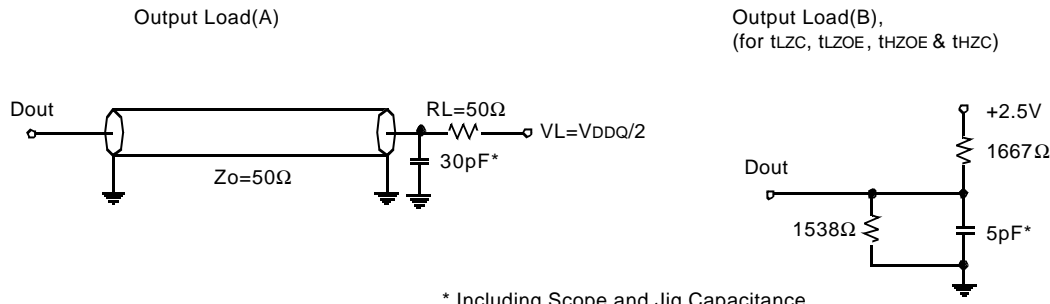 Output Load(A)
Dout
Zo=50Ω
RL=50Ω
VL=VDDQ/2
30pF*
Output Load(B),
(for tLZC, tLZOE, tHZOE & tHZC)
+2.5V
1667Ω
Dout
1538Ω
5pF*
* Including Scope and Jig Capacitance